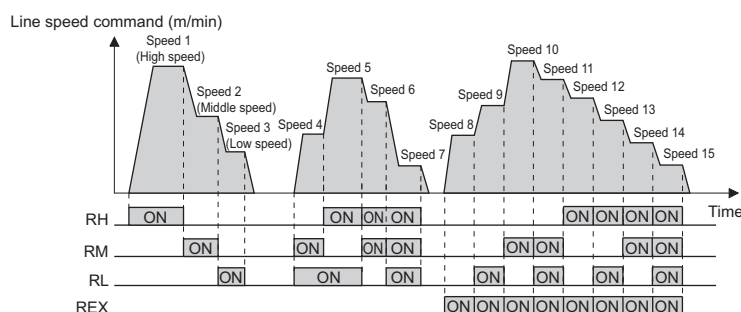 Line speed command (m/min)
Speed 1
(High speed)
Speed 2
(Middle speed)
Speed 3
(Low speed)
Speed 4
Speed 5
Speed 6
Speed 7
Speed 8
Speed 9
Speed 10
Speed 11
Speed 12
Speed 13
Speed 14
Speed 15
Time
RH ON ON ON ON ON ON ON ON
RM ON ON ON ON ON ON ON ON
RL ON ON ON ON ON ON ON
REX ON ON ON ON ON ON ON ON